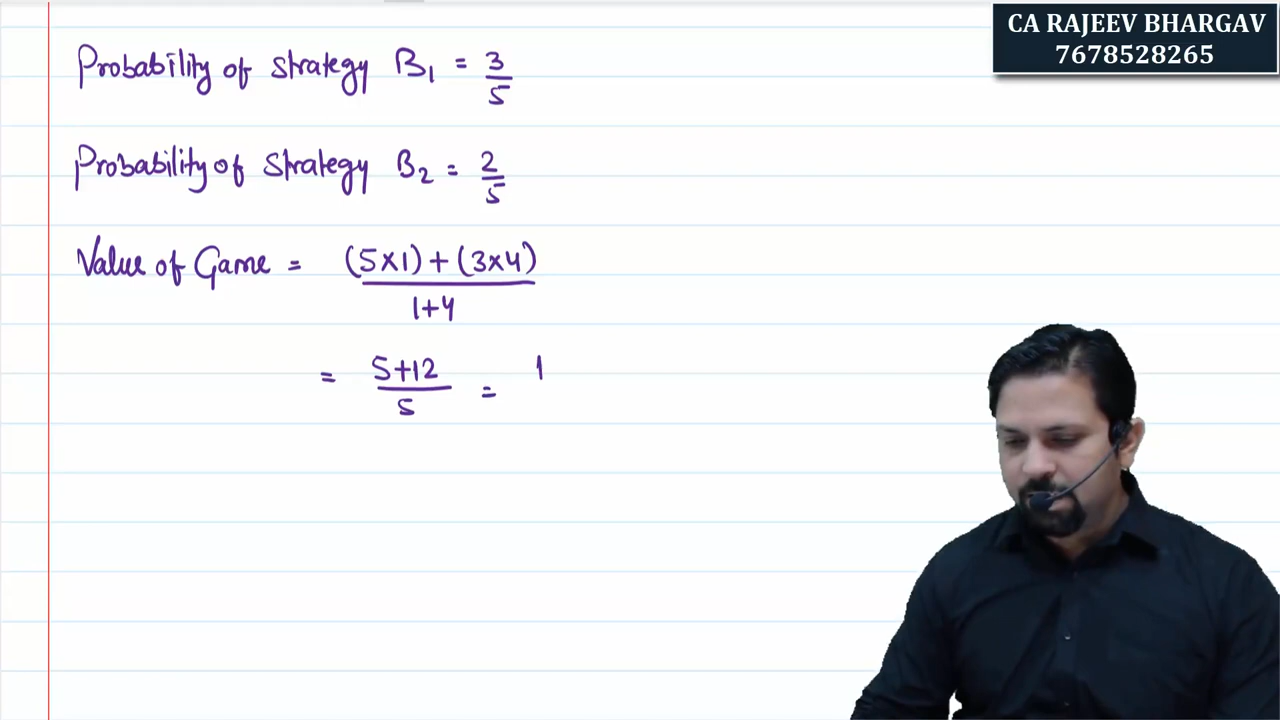 CA RAJEEV BHARGAV
7678528265
Probability of strategy B₁ = 3/5
Probability of strategy B₂ = 2/5
Value of Game = (5×1) + (3×4) / 1+4
= 5+12 / 5 = 1